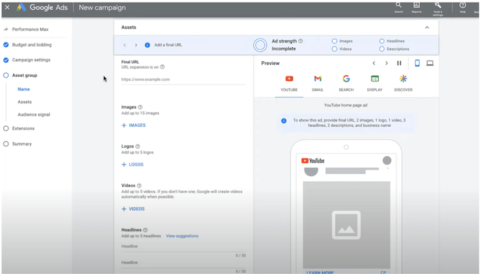 Google Ads
New campaign
Search
Reports
Help
Performance Max
Budget and bidding
Campaign settings
Asset group
Name
Assets
Audience signal
Extensions
Summary
Assets
Add a final URL
Ad strength
Incomplete
Images
Videos
Headlines
Descriptions
Final URL
URL expansion is on
https://www.example.com
Images
Add up to 15 images
+ IMAGES
Logos
Add up to 5 logos
+ LOGOS
Videos
Add up to 5 videos. If you don't have one, Google will create videos
automatically when possible
+ VIDEOS
Headlines
Add up to 5 headlines View suggestions
Headline
0 / 30
Headline
Preview
YOUTUBE
GMAIL
SEARCH
DISPLAY
DISCOVER
YouTube home page ad
To show this ad, provide final URL, 2 images, 1 logo, 1 video, 2
headlines, 2 descriptions, and business name
YouTube
LEARN MORE